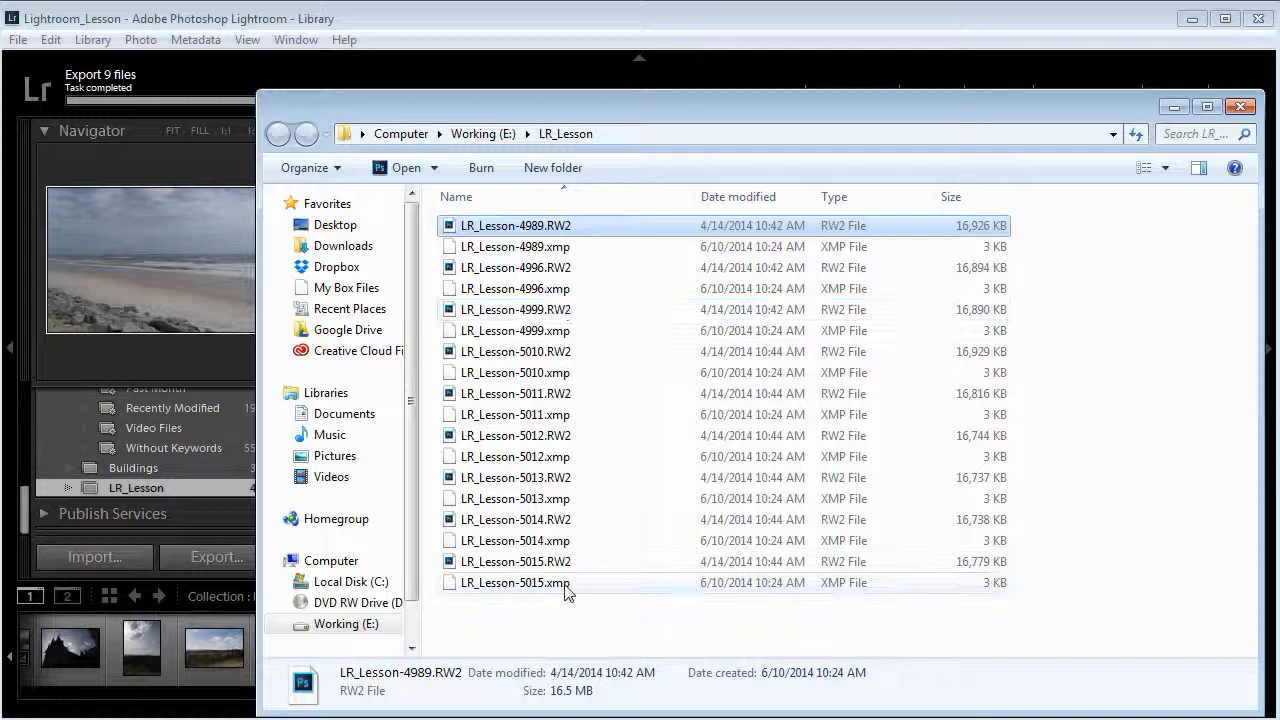 Lr Lightroom_Lesson - Adobe Photoshop Lightroom - Library
File Edit Library Photo Metadata View Window Help
Lr
Export 9 files
Task completed
Navigator FIT FILL 1:1
Computer Working (E:) LR_Lesson
Search LR_...
Organize Ps Open Burn New folder
Name Date modified Type Size
Favorites
Desktop
Downloads
Dropbox
My Box Files
Recent Places
Google Drive
Creative Cloud Fi
Libraries
Documents
Music
Pictures
Videos
Homegroup
Computer
Local Disk (C:)
DVD RW Drive (D
Working (E:)
LR_Lesson-4989.RW2 4/14/2014 10:42 AM RW2 File 16,926 KB
LR_Lesson-4989.xmp 6/10/2014 10:24 AM XMP File 3 KB
LR_Lesson-4996.RW2 4/14/2014 10:42 AM RW2 File 16,894 KB
LR_Lesson-4996.xmp 6/10/2014 10:24 AM XMP File 3 KB
LR_Lesson-4999.RW2 4/14/2014 10:42 AM RW2 File 16,890 KB
LR_Lesson-4999.xmp 6/10/2014 10:24 AM XMP File 3 KB
LR_Lesson-5010.RW2 4/14/2014 10:44 AM RW2 File 16,929 KB
LR_Lesson-5010.xmp 6/10/2014 10:24 AM XMP File 3 KB
LR_Lesson-5011.RW2 4/14/2014 10:44 AM RW2 File 16,816 KB
LR_Lesson-5011.xmp 6/10/2014 10:24 AM XMP File 3 KB
LR_Lesson-5012.RW2 4/14/2014 10:44 AM RW2 File 16,744 KB
LR_Lesson-5012.xmp 6/10/2014 10:24 AM XMP File 3 KB
LR_Lesson-5013.RW2 4/14/2014 10:44 AM RW2 File 16,737 KB
LR_Lesson-5013.xmp 6/10/2014 10:24 AM XMP File 3 KB
LR_Lesson-5014.RW2 4/14/2014 10:44 AM RW2 File 16,738 KB
LR_Lesson-5014.xmp 6/10/2014 10:24 AM XMP File 3 KB
LR_Lesson-5015.RW2 4/14/2014 10:44 AM RW2 File 16,779 KB
LR_Lesson-5015.xmp 6/10/2014 10:24 AM XMP File 3 KB
Past Month
Recently Modified 19
Video Files
Without Keywords 55
Buildings 3
LR_Lesson 4
Publish Services
Import... Export...
1 2 Collection :
Ps
LR_Lesson-4989.RW2 Date modified: 4/14/2014 10:42 AM Date created: 6/10/2014 10:24 AM
RW2 File Size: 16.5 MB